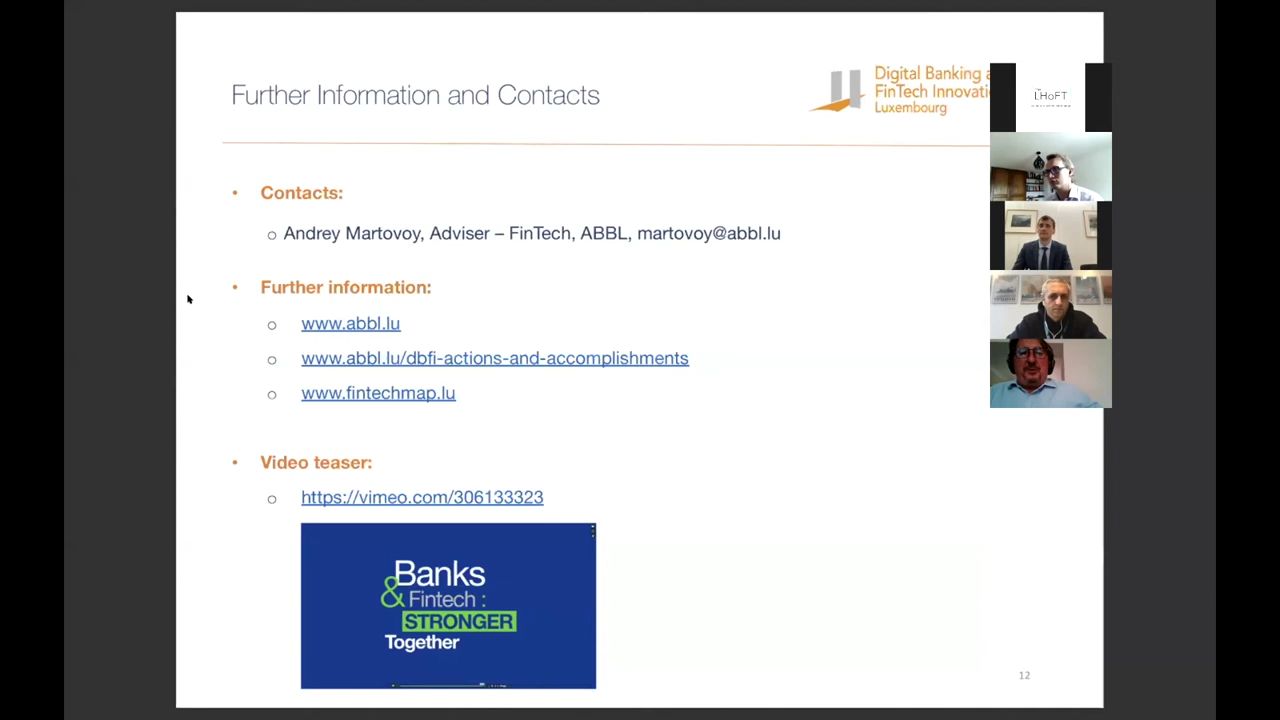 Further Information and Contacts
Digital Banking a
FinTech Innovati
Luxembourg
LHoFT
• Contacts:
○ Andrey Martovoy, Adviser – FinTech, ABBL, martovoy@abbl.lu
• Further information:
○ www.abbl.lu
○ www.abbl.lu/dbfi-actions-and-accomplishments
○ www.fintechmap.lu
• Video teaser:
○ https://vimeo.com/306133323
Banks
& Fintech :
STRONGER
Together
12